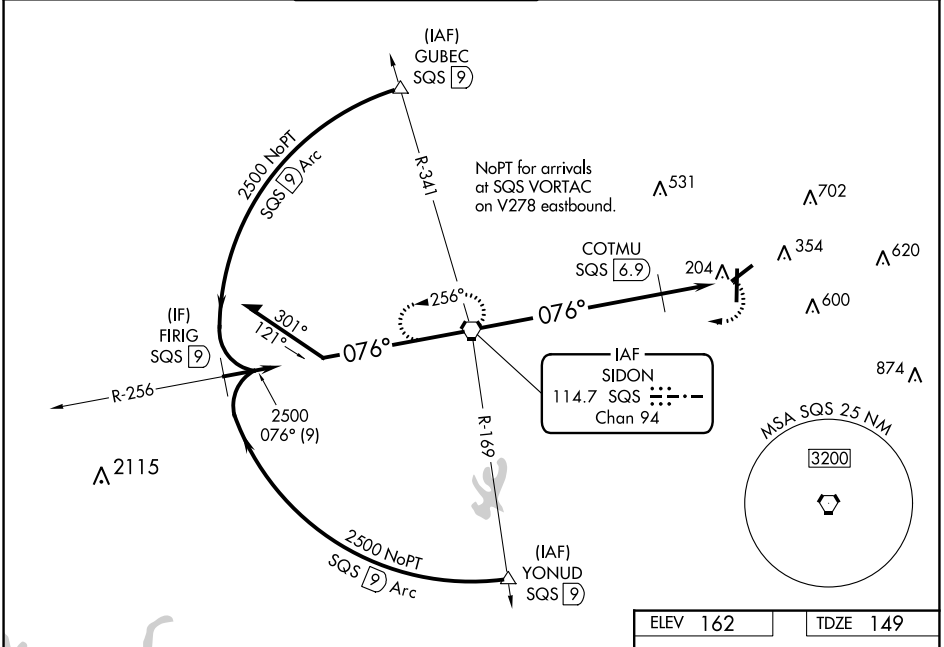 (IAF)
GUBEC
SQS 9
2500 NoPT
SQS 9 Arc
R-341
NoPT for arrivals
at SQS VORTAC
on V278 eastbound.
531
702
COTMU
SQS 6.9
204
354
620
600
874
256°
076°
076°
301°
121°
(IF)
FIRIG
SQS 9
R-256
2500
076° (9)
IAF
SIDON
114.7 SQS
Chan 94
R-169
2115
MSA SQS 25 NM
3200
2500 NoPT
SQS 9 Arc
(IAF)
YONUD
SQS 9
ELEV 162
TDZE 149